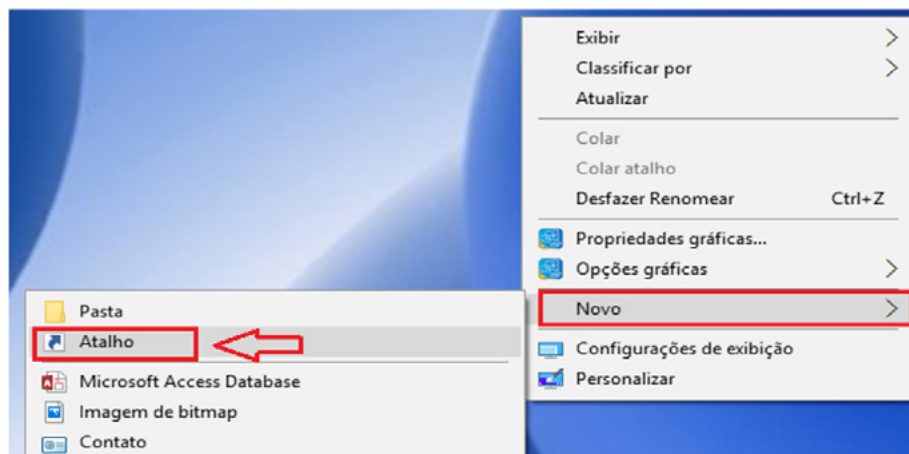 Exibir
Classificar por
Atualizar
Colar
Colar atalho
Desfazer Renomear Ctrl+Z
Propriedades gráficas...
Opções gráficas
Novo
Configurações de exibição
Personalizar
Pasta
Atalho
Microsoft Access Database
Imagem de bitmap
Contato